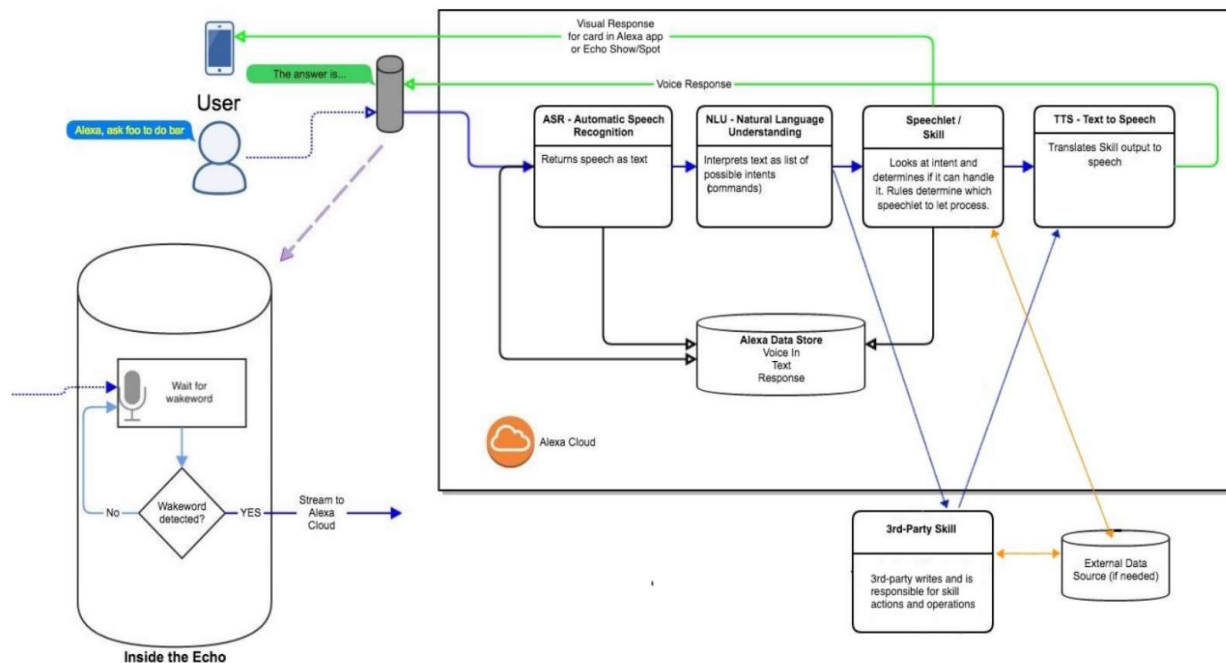 Visual Response
for card in Alexa app
or Echo Show/Spot
The answer is...
Voice Response
User
Alexa, ask foo to do bar
ASR - Automatic Speech
Recognition
Returns speech as text
NLU - Natural Language
Understanding
Interprets text as list of
possible intents
(commands)
Speechlet /
Skill
Looks at intent and
determines if it can handle
it. Rules determine which
speechlet to let process.
TTS - Text to Speech
Translates Skill output to
speech
Alexa Data Store
Voice In
Text
Response
Alexa Cloud
Wait for
wakeword
Wakeword
detected?
No
YES
Stream to
Alexa
Cloud
Inside the Echo
3rd-Party Skill
3rd-party writes and is
responsible for skill
actions and operations
External Data
Source (if needed)